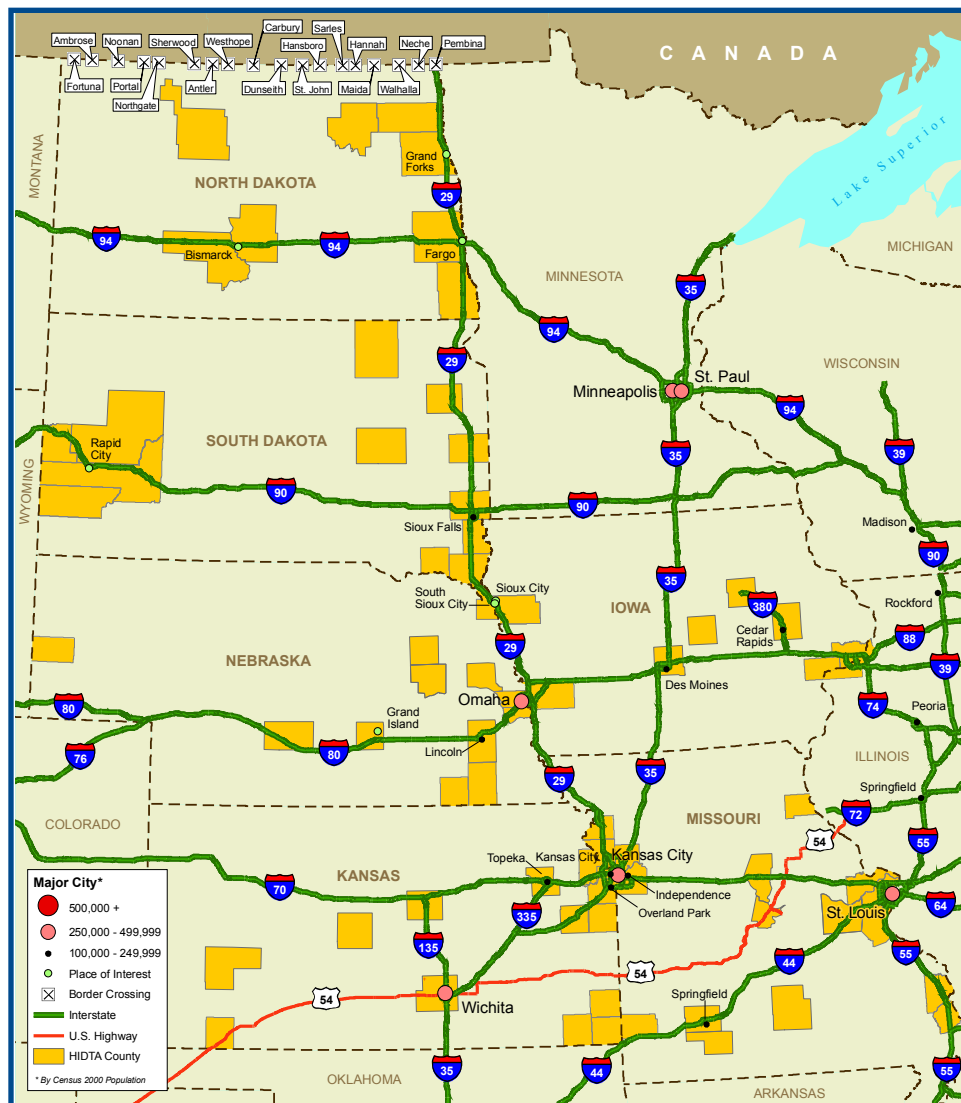 Ambrose
Noonan
Sherwood
Westhope
Carbury
Hansboro
Sarles
Hannah
Neche
Pembina
Fortuna
Portal
Northgate
Antler
Dunseith
St. John
Maida
Walhalla
CANADA
Lake Superior
MONTANA
NORTH DAKOTA
Grand
Forks
29
94
Bismarck
94
Fargo
MINNESOTA
35
MICHIGAN
94
29
WISCONSIN
Minneapolis
St. Paul
94
SOUTH DAKOTA
Rapid
City
35
39
WYOMING
90
90
Sioux Falls
Madison
90
South
Sioux City
Sioux City
IOWA
35
380
Cedar
Rapids
Rockford
88
NEBRASKA
29
Des Moines
39
80
Omaha
74
Grand
Island
Peoria
76
80
Lincoln
29
35
ILLINOIS
Springfield
COLORADO
MISSOURI
72
54
55
Topeka
Kansas City
Kansas City
KANSAS
70
Independence
Overland Park
335
St. Louis
64
135
44
55
54
54
Wichita
Springfield
OKLAHOMA
35
44
ARKANSAS
55
Major City*
500,000 +
250,000 - 499,999
100,000 - 249,999
Place of Interest
Border Crossing
Interstate
U.S. Highway
HIDTA County
* By Census 2000 Population